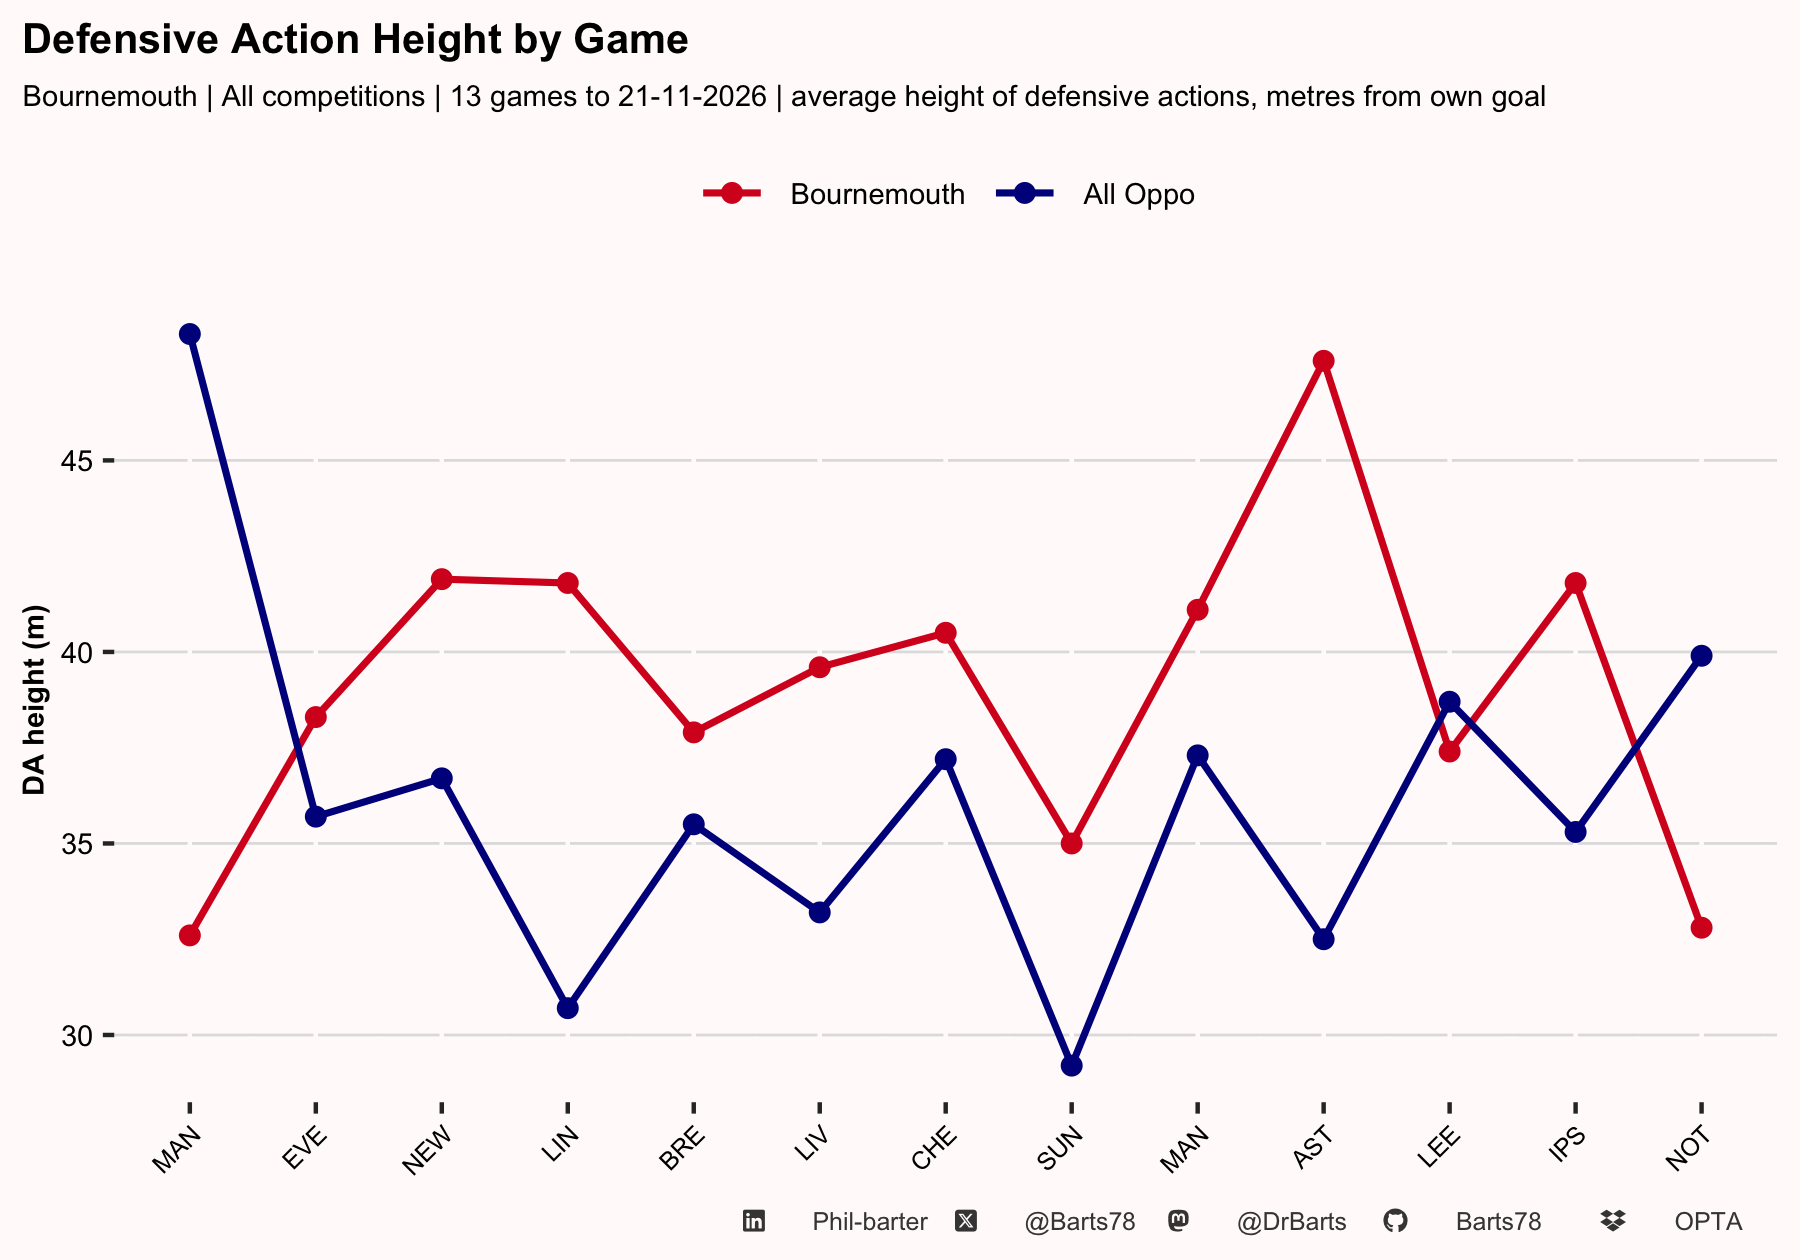 Defensive Action Height by Game
Bournemouth | All competitions | 13 games to 21-11-2026 | average height of defensive actions, metres from own goal
Bournemouth All Oppo
DA height (m)
45
40
35
30
MAN EVE NEW LIN BRE LIV CHE SUN MAN AST LEE IPS NOT
Phil-barter @Barts78 @DrBarts Barts78 OPTA